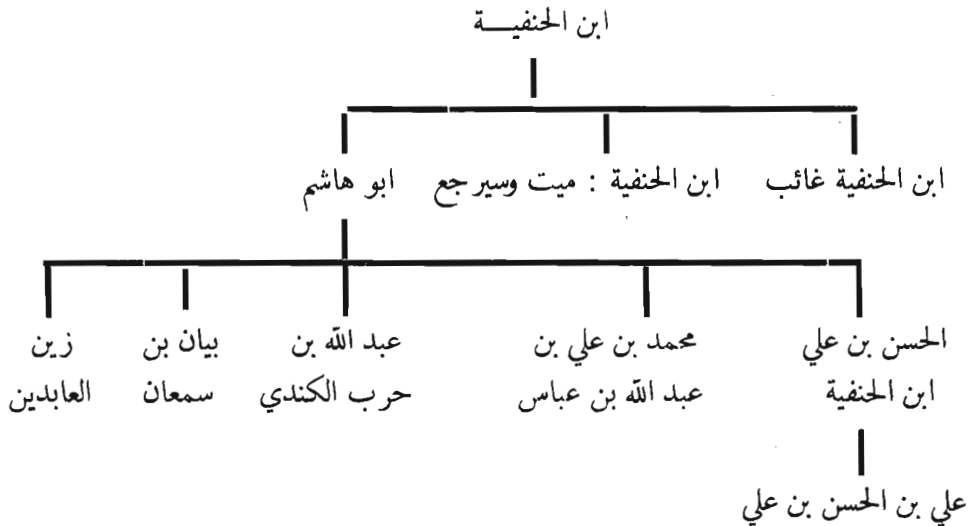 ابن الحنفيـــة
ابن الحنفية غائب
ابن الحنفية : ميت وسيرجع
ابو هاشم
الحسن بن علي
ابن الحنفية
محمد بن علي بن
عبد الله بن عباس
عبد الله بن
حرب الكندي
بيان بن
سمعان
زين
العابدين
علي بن الحسن بن علي